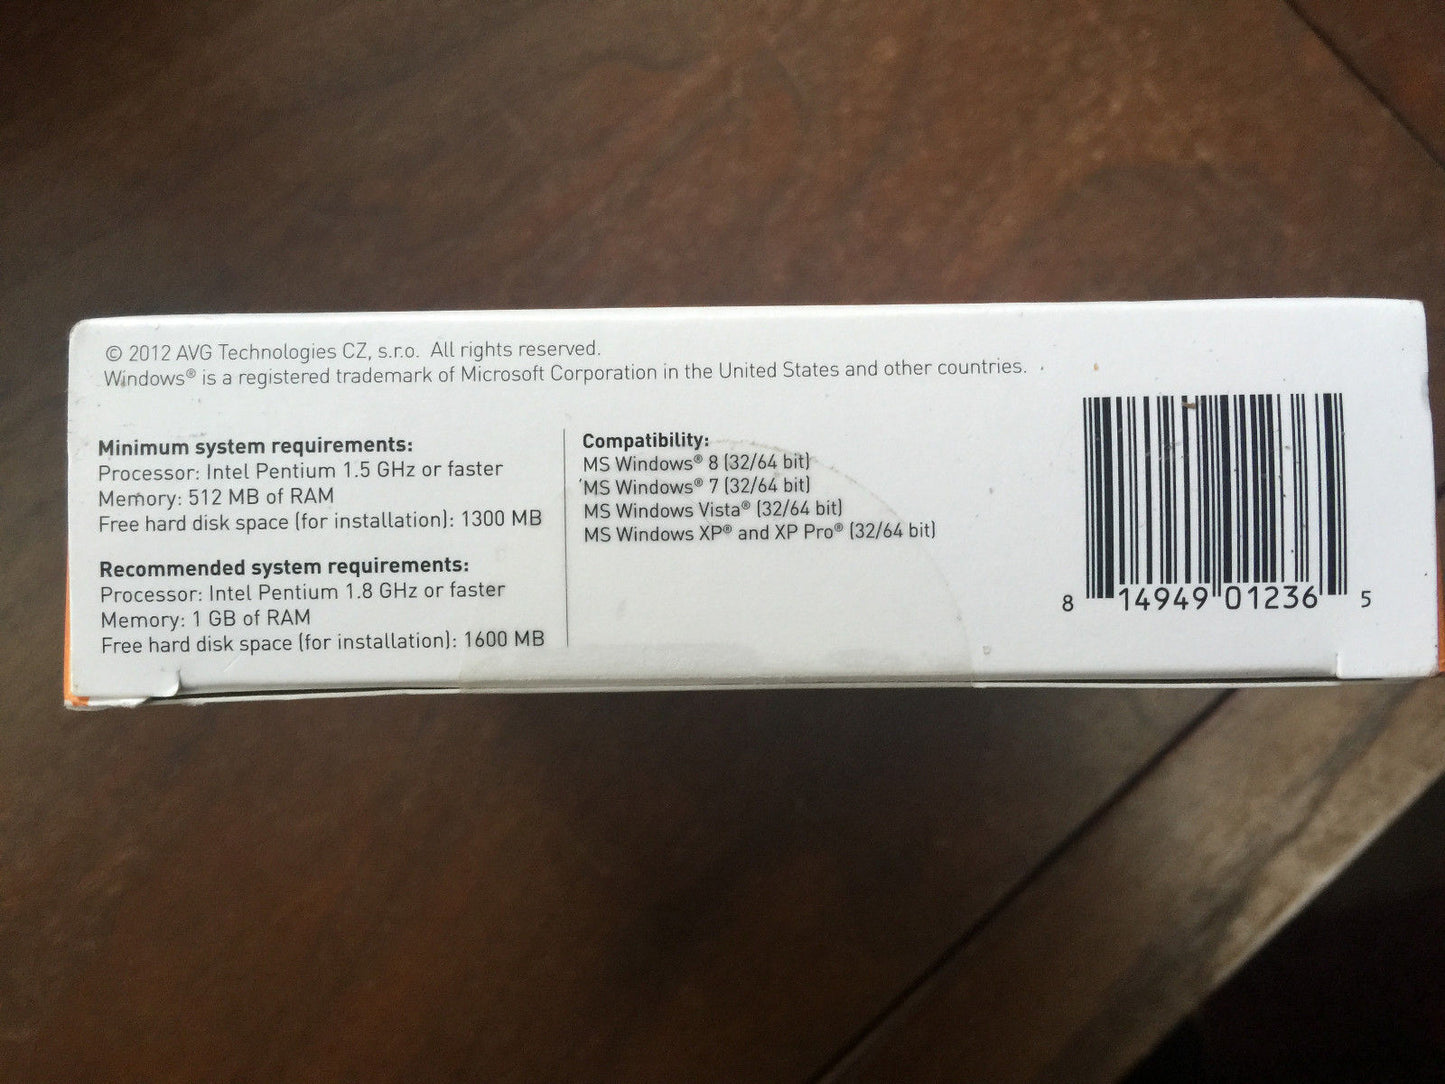 © 2012 AVG Technologies CZ, s.r.o. All rights reserved.
Windows® is a registered trademark of Microsoft Corporation in the United States and other countries.
Minimum system requirements:
Processor: Intel Pentium 1.5 GHz or faster
Memory: 512 MB of RAM
Free hard disk space (for installation): 1300 MB
Recommended system requirements:
Processor: Intel Pentium 1.8 GHz or faster
Memory: 1 GB of RAM
Free hard disk space (for installation): 1600 MB
Compatibility:
MS Windows® 8 (32/64 bit)
MS Windows® 7 (32/64 bit)
MS Windows Vista® (32/64 bit)
MS Windows XP® and XP Pro® (32/64 bit)
8 14949 01236 5